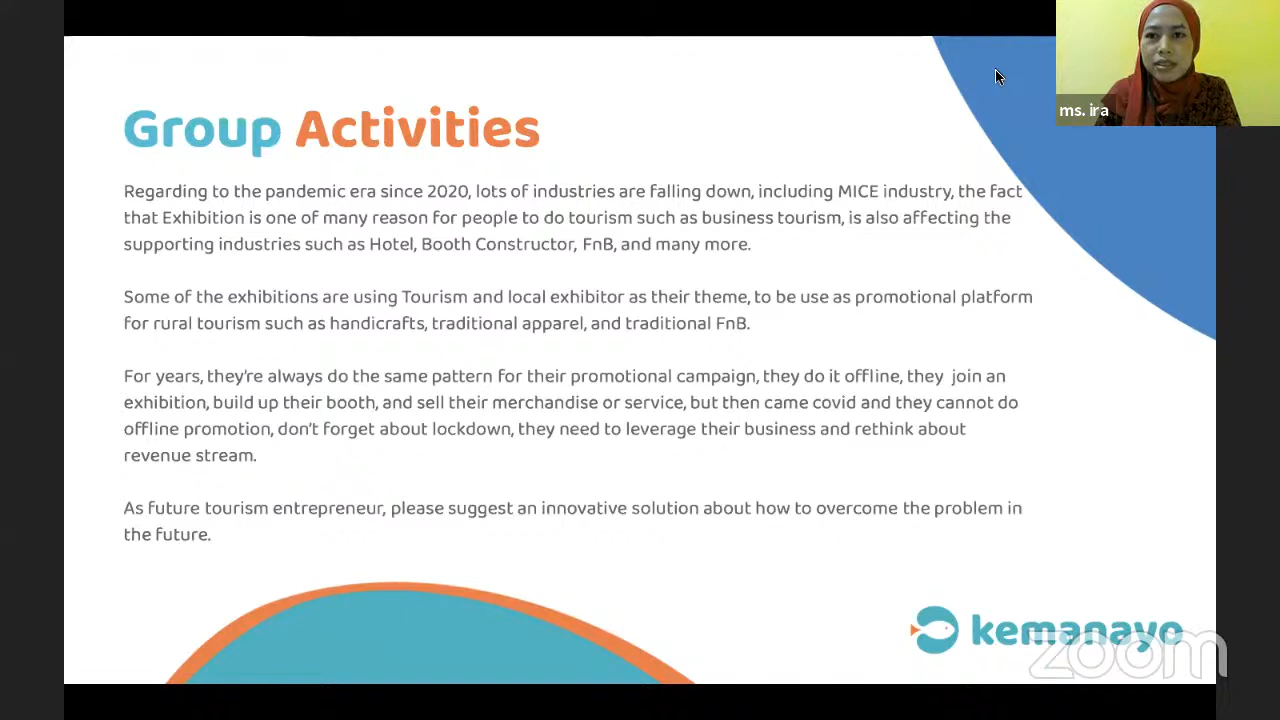 ms. ira
Group Activities
Regarding to the pandemic era since 2020, lots of industries are falling down, including MICE industry, the fact
that Exhibition is one of many reason for people to do tourism such as business tourism, is also affecting the
supporting industries such as Hotel, Booth Constructor, FnB, and many more.
Some of the exhibitions are using Tourism and local exhibitor as their theme, to be use as promotional platform
for rural tourism such as handicrafts, traditional apparel, and traditional FnB.
For years, they're always do the same pattern for their promotional campaign, they do it offline, they join an
exhibition, build up their booth, and sell their merchandise or service, but then came covid and they cannot do
offline promotion, don't forget about lockdown, they need to leverage their business and rethink about
revenue stream.
As future tourism entrepreneur, please suggest an innovative solution about how to overcome the problem in
the future.
kemanayo
zoom